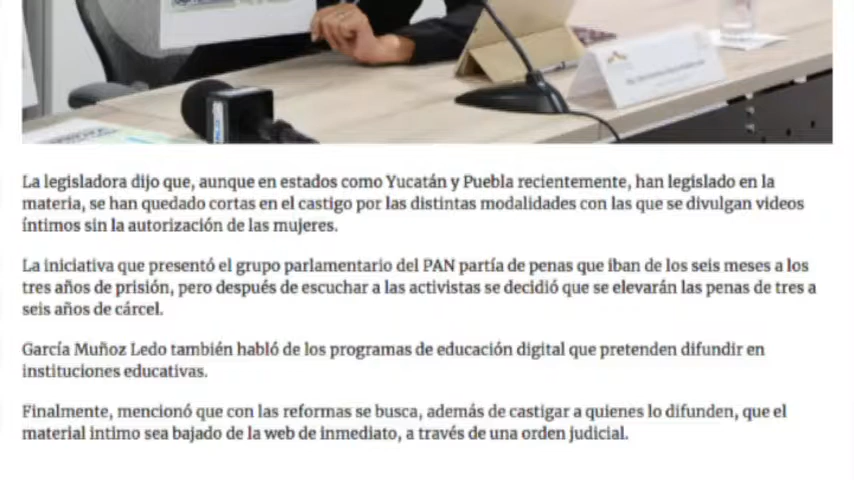 La legisladora dijo que, aunque en estados como Yucatán y Puebla recientemente, han legislado en la
materia, se han quedado cortas en el castigo por las distintas modalidades con las que se divulgan videos
íntimos sin la autorización de las mujeres.
La iniciativa que presentó el grupo parlamentario del PAN partía de penas que iban de los seis meses a los
tres años de prisión, pero después de escuchar a las activistas se decidió que se elevarán las penas de tres a
seis años de cárcel.
García Muñoz Ledo también habló de los programas de educación digital que pretenden difundir en
instituciones educativas.
Finalmente, mencionó que con las reformas se busca, además de castigar a quienes lo difunden, que el
material intimo sea bajado de la web de inmediato, a través de una orden judicial.